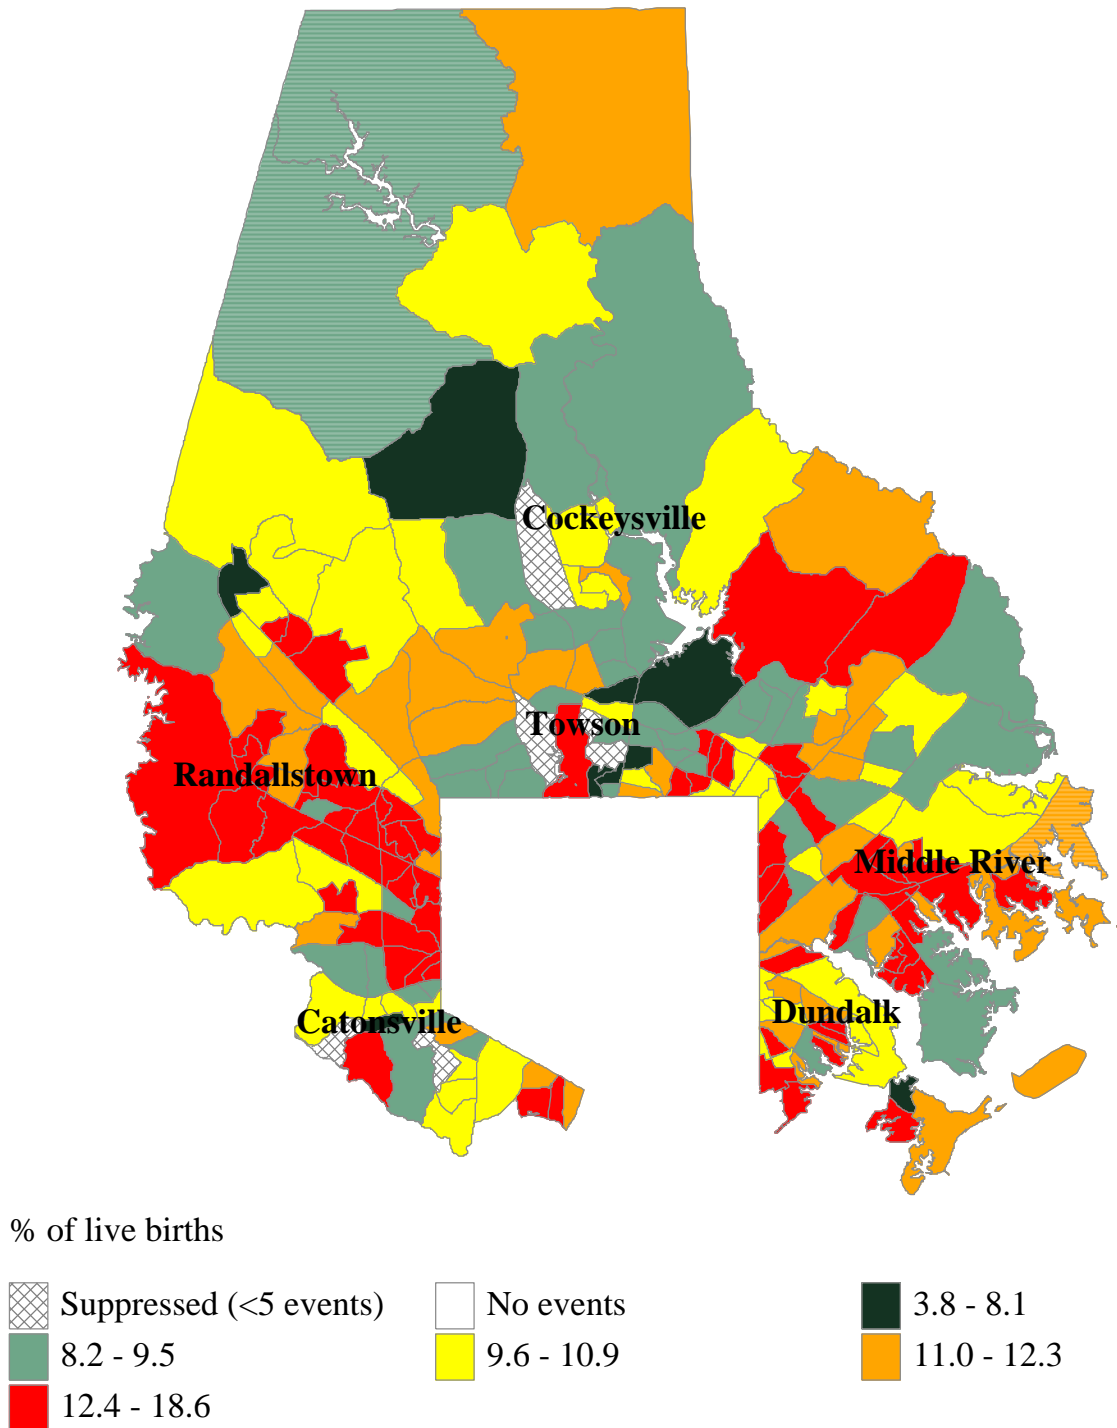 Cockeysville
Towson
Randallstown
Middle River
Dundalk
Catonsville
% of live births
Suppressed (<5 events)
No events
3.8 - 8.1
8.2 - 9.5
9.6 - 10.9
11.0 - 12.3
12.4 - 18.6